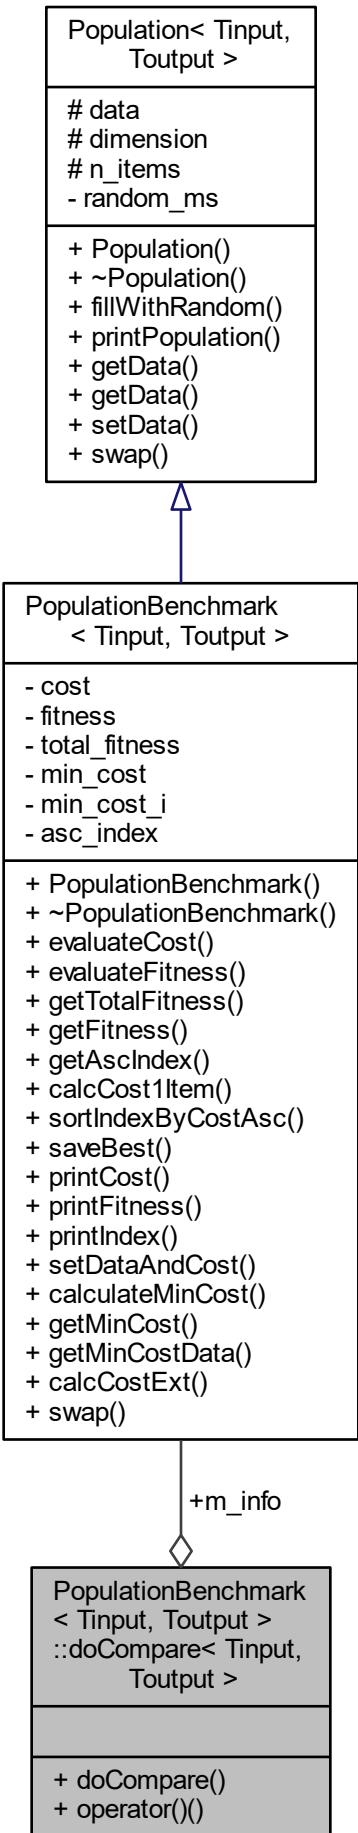 Population< Tinput,
Toutput >
# data
# dimension
# n_items
- random_ms
+ Population()
+ ~Population()
+ fillWithRandom()
+ printPopulation()
+ getData()
+ getData()
+ setData()
+ swap()
PopulationBenchmark
< Tinput, Toutput >
- cost
- fitness
- total_fitness
- min_cost
- min_cost_i
- asc_index
+ PopulationBenchmark()
+ ~PopulationBenchmark()
+ evaluateCost()
+ evaluateFitness()
+ getTotalFitness()
+ getFitness()
+ getAscIndex()
+ calcCost1Item()
+ sortIndexByCostAsc()
+ saveBest()
+ printCost()
+ printFitness()
+ printIndex()
+ setDataAndCost()
+ calculateMinCost()
+ getMinCost()
+ getMinCostData()
+ calcCostExt()
+ swap()
+m_info
PopulationBenchmark
< Tinput, Toutput >
::doCompare< Tinput,
Toutput >
+ doCompare()
+ operator()()